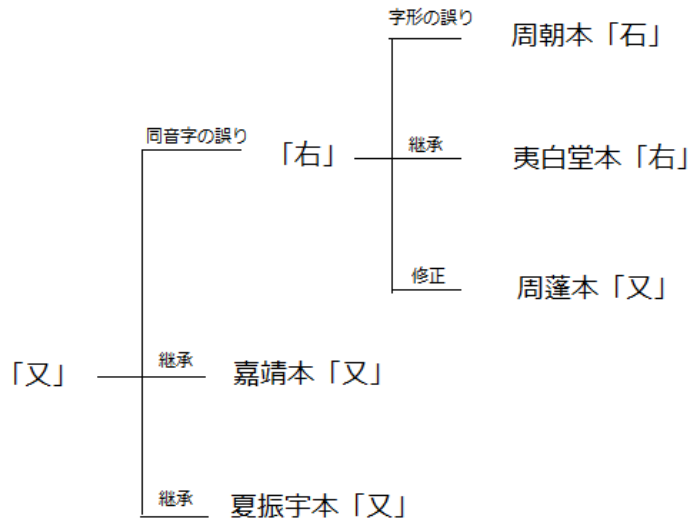 字形の誤り
周朝本「石」
同音字の誤り
「右」
継承
夷白堂本「右」
修正
周蓬本「又」
「又」
継承
嘉靖本「又」
継承
夏振宇本「又」